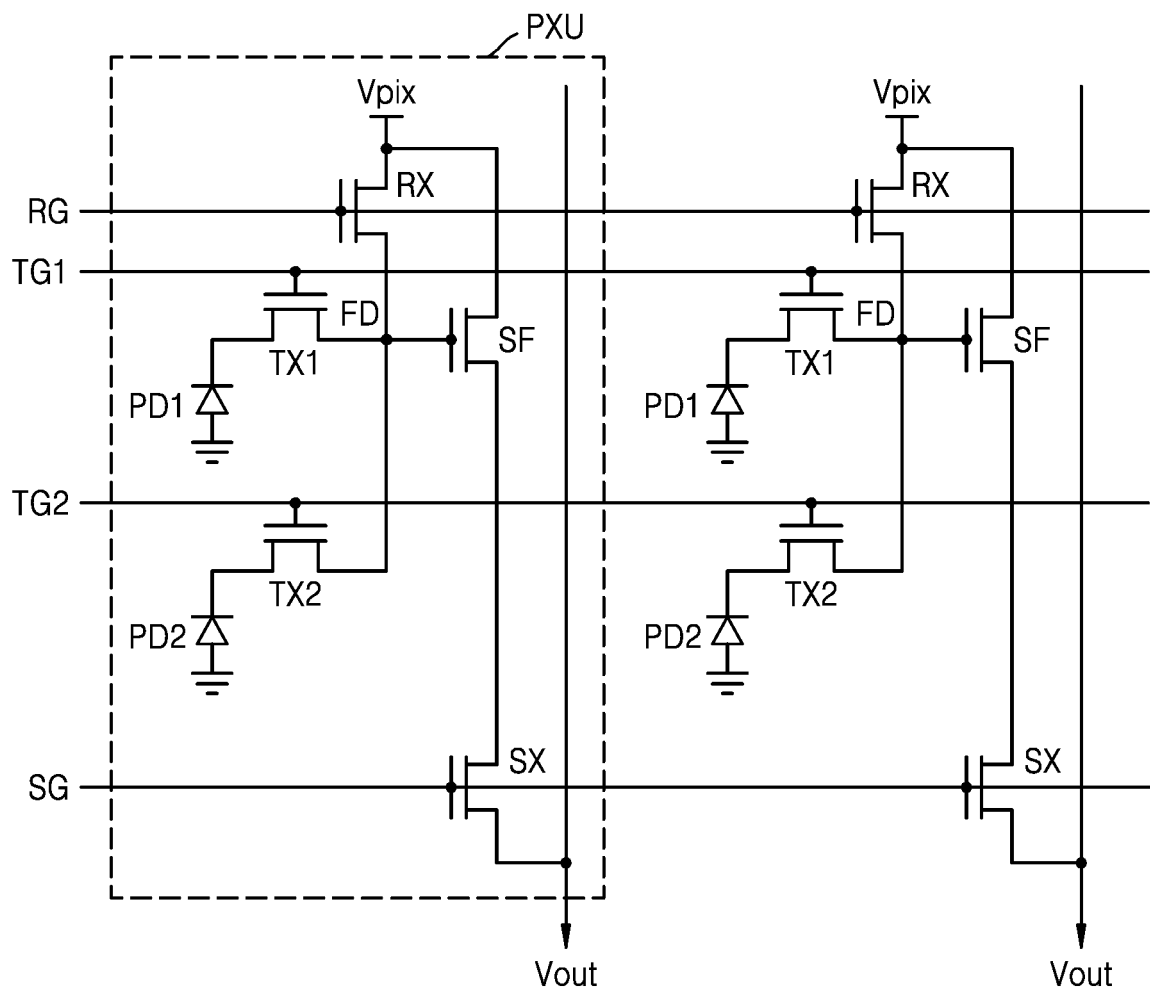 PXU
Vpix Vpix
RX RX
RG
TG1
FD FD
SF SF
TX1 TX1
PD1 PD1
TG2
TX2 TX2
PD2 PD2
SX SX
SG
Vout Vout